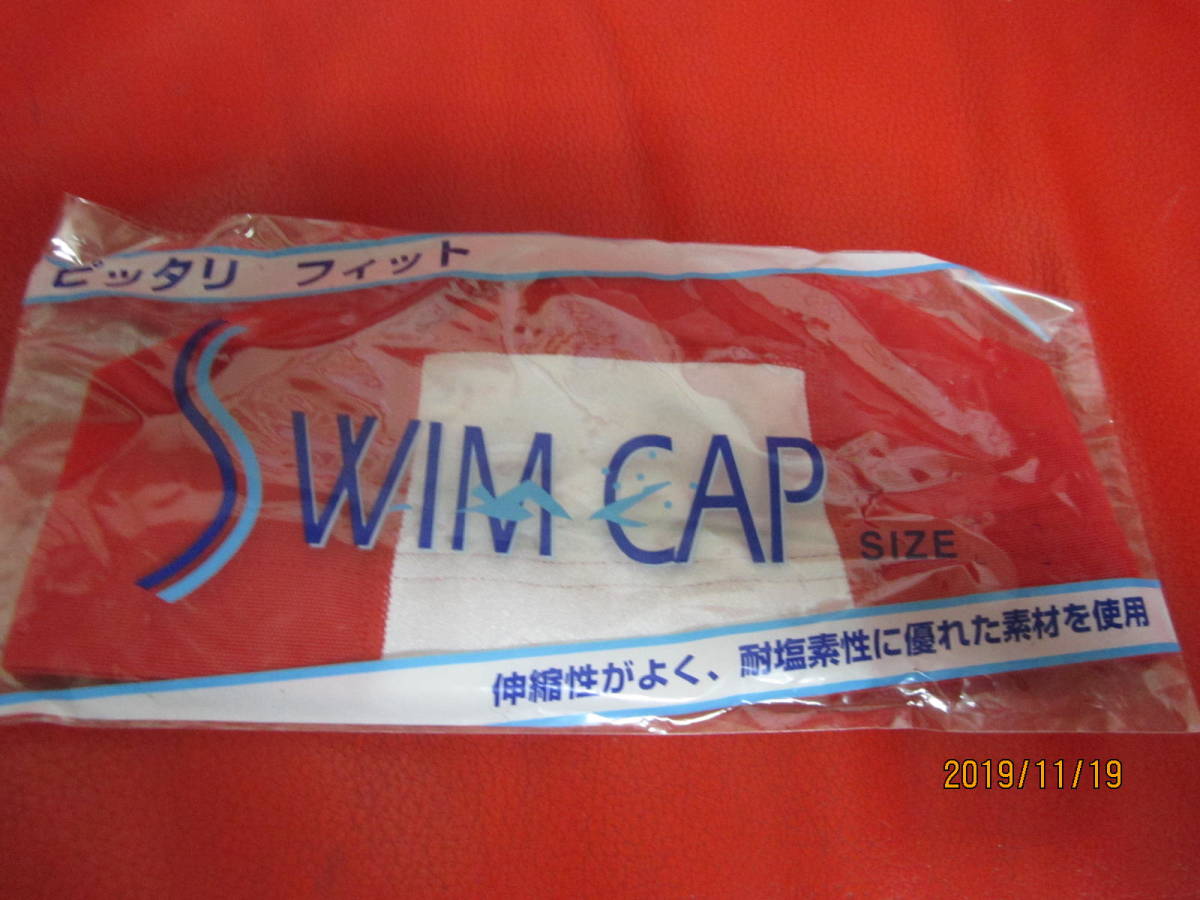 ピッタリ フィット
SWIM CAP
SIZE
伸縮性がよく、耐塩素性に優れた素材を使用
2019/11/19